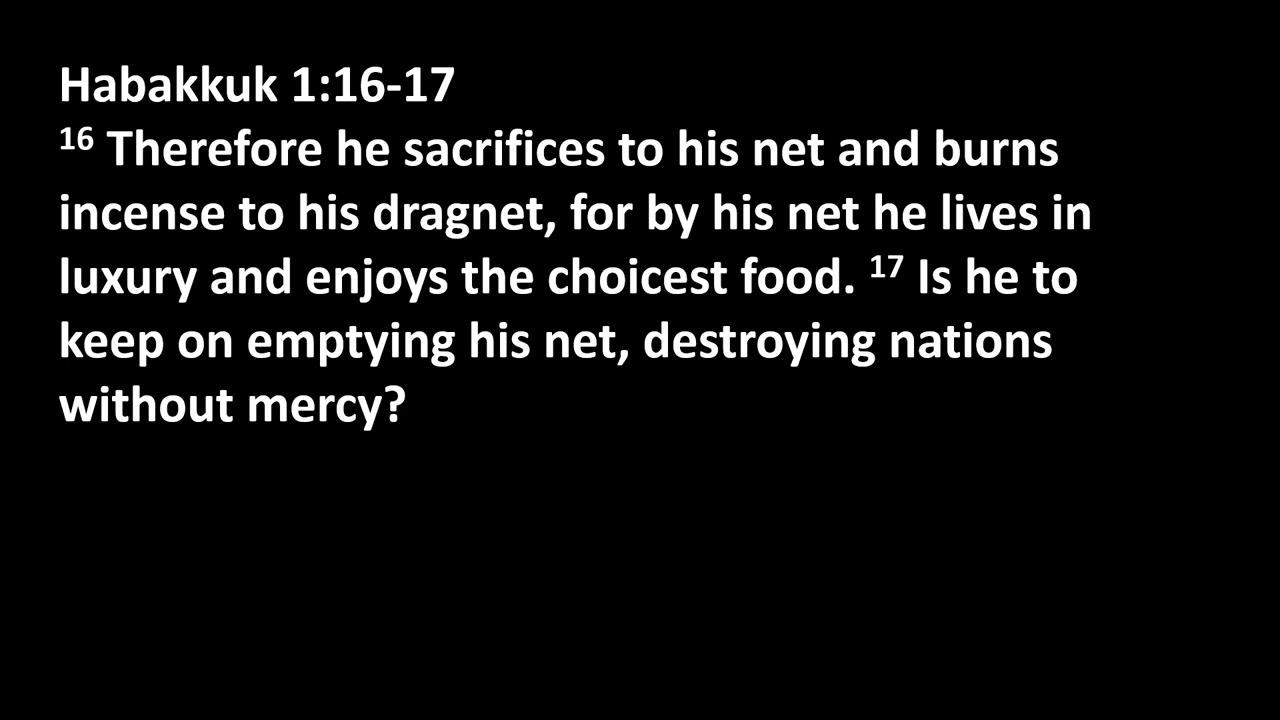 Habakkuk 1:16-17
16 Therefore he sacrifices to his net and burns
incense to his dragnet, for by his net he lives in
luxury and enjoys the choicest food. 17 Is he to
keep on emptying his net, destroying nations
without mercy?